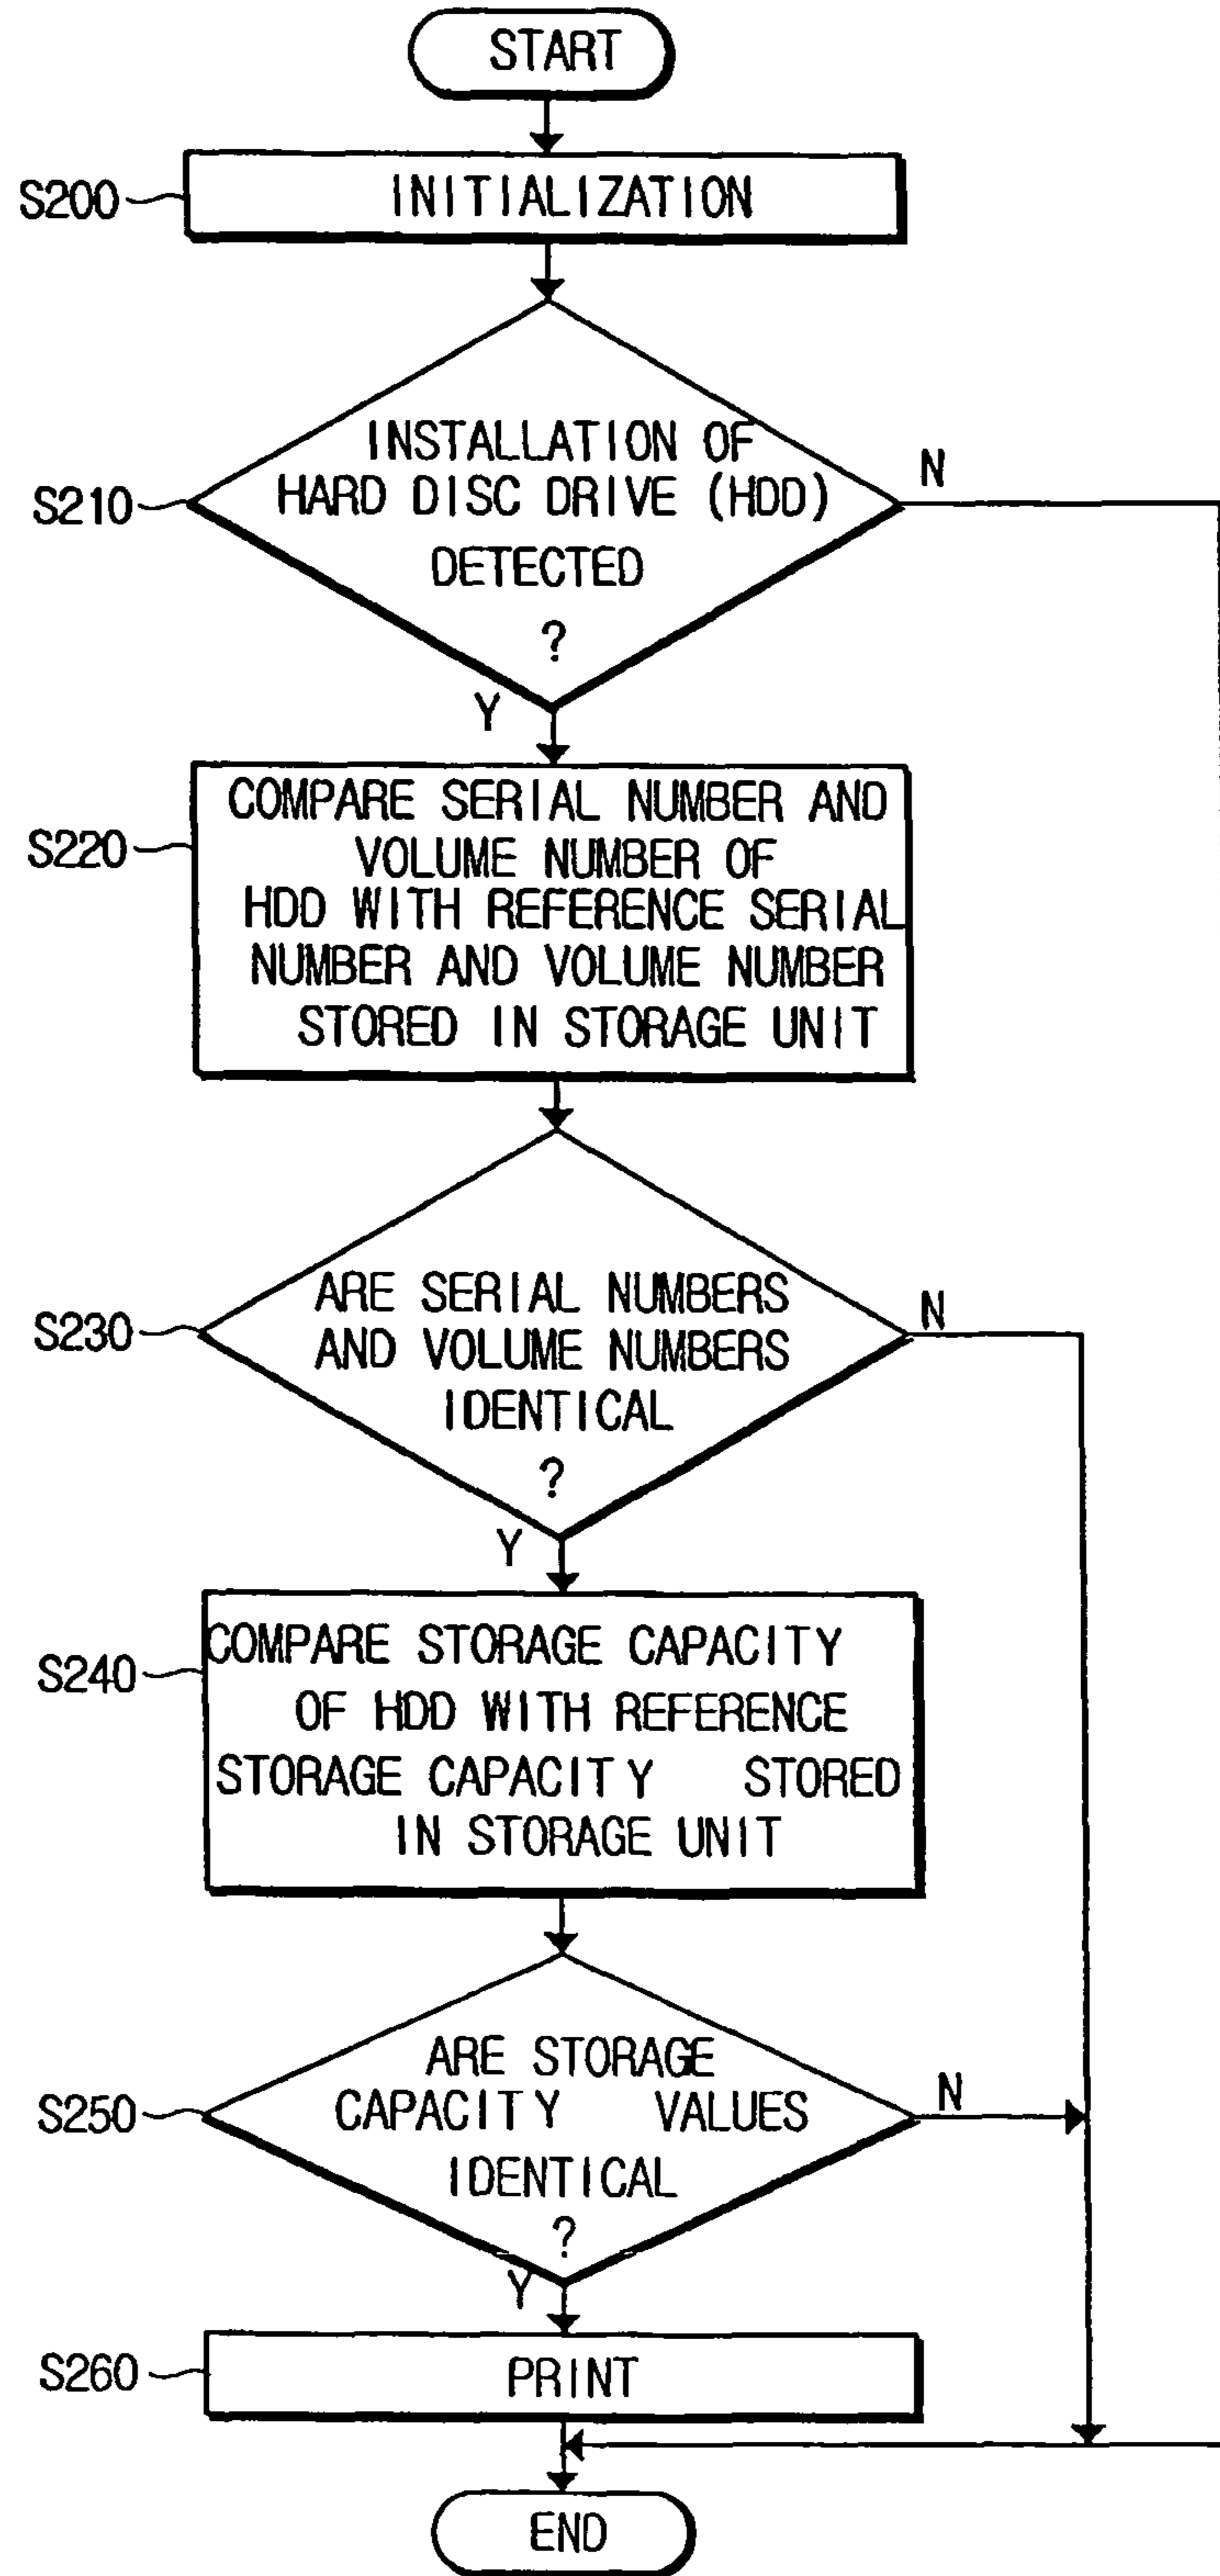 START
S200
INITIALIZATION
INSTALLATION OF
HARD DISC DRIVE (HDD)
DETECTED
?
S210
N
Y
S220
COMPARE SERIAL NUMBER AND
VOLUME NUMBER OF
HDD WITH REFERENCE SERIAL
NUMBER AND VOLUME NUMBER
STORED IN STORAGE UNIT
S230
ARE SERIAL NUMBERS
AND VOLUME NUMBERS
IDENTICAL
?
N
Y
S240
COMPARE STORAGE CAPACITY
OF HDD WITH REFERENCE
STORAGE CAPACITY STORED
IN STORAGE UNIT
S250
ARE STORAGE
CAPACITY VALUES
IDENTICAL
?
N
Y
S260
PRINT
END